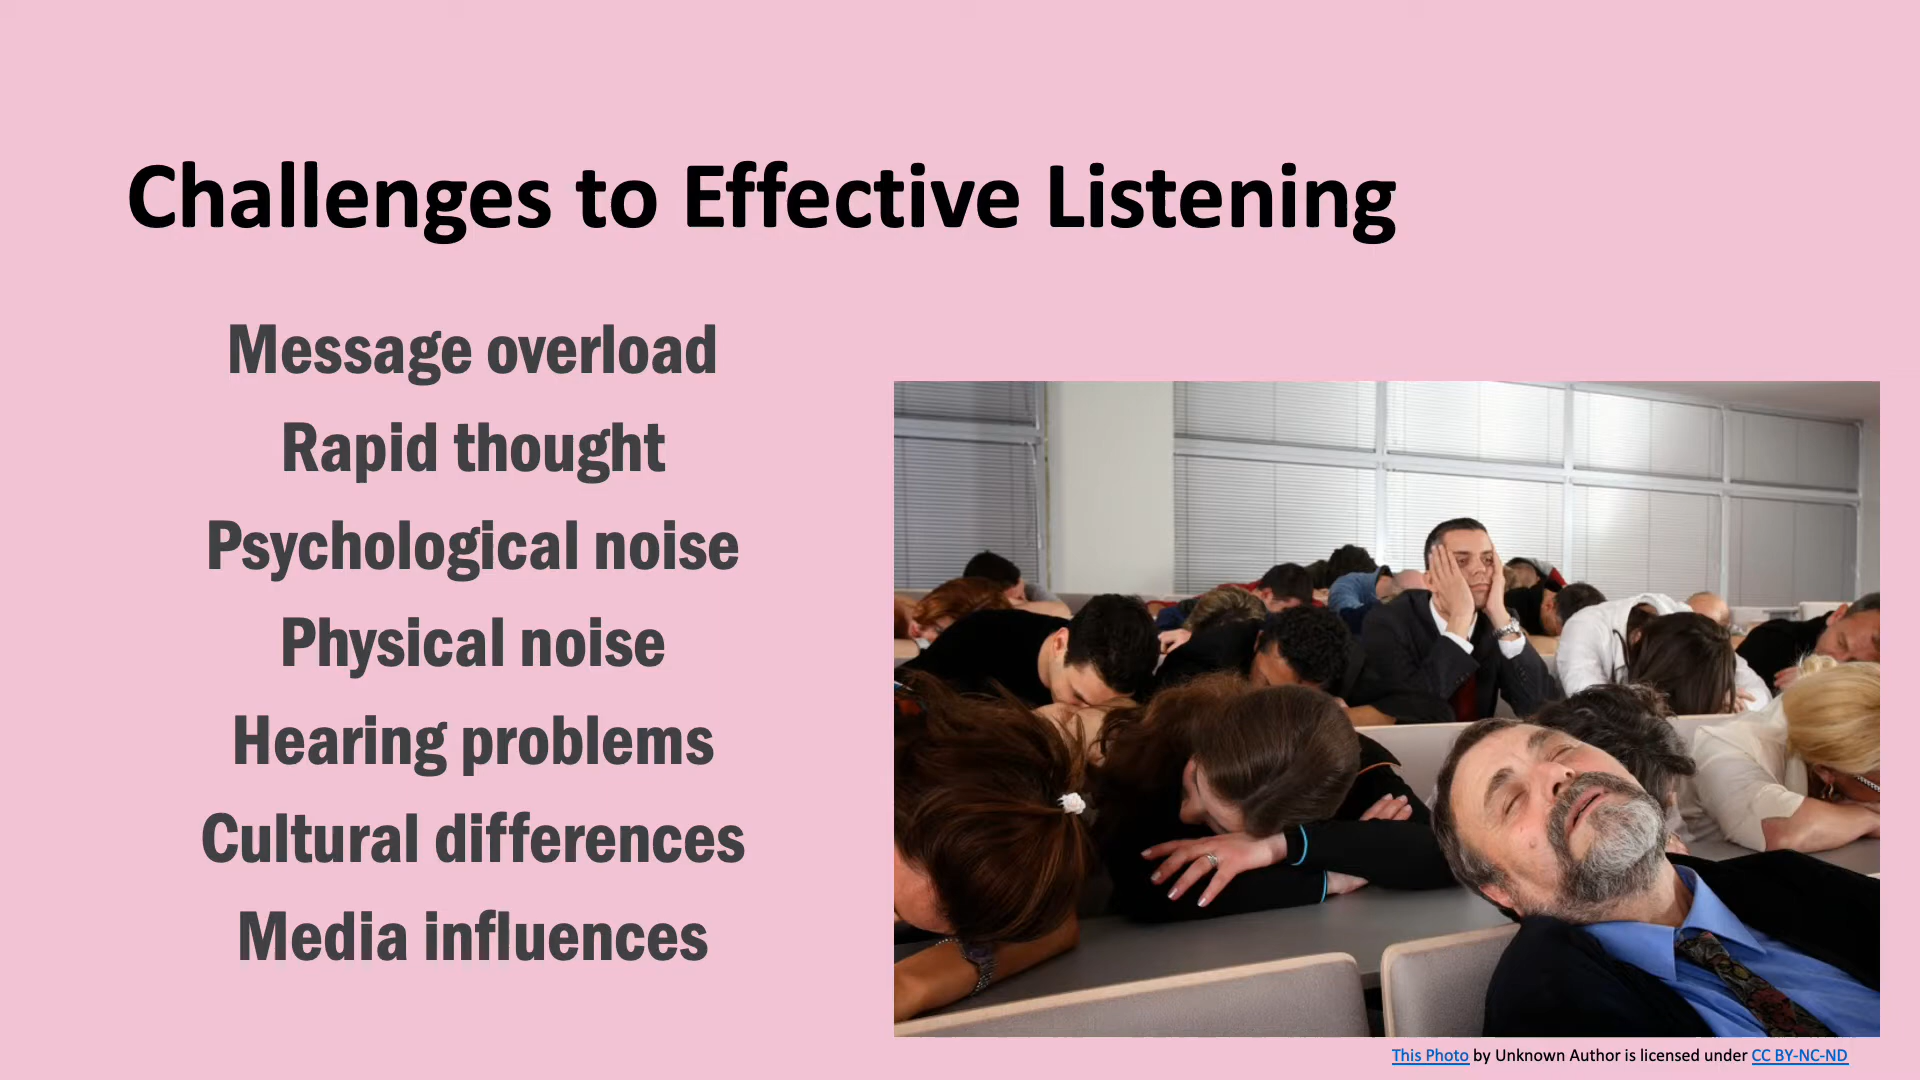 Challenges to Effective Listening
Message overload
Rapid thought
Psychological noise
Physical noise
Hearing problems
Cultural differences
Media influences
This Photo by Unknown Author is licensed under CC BY-NC-ND